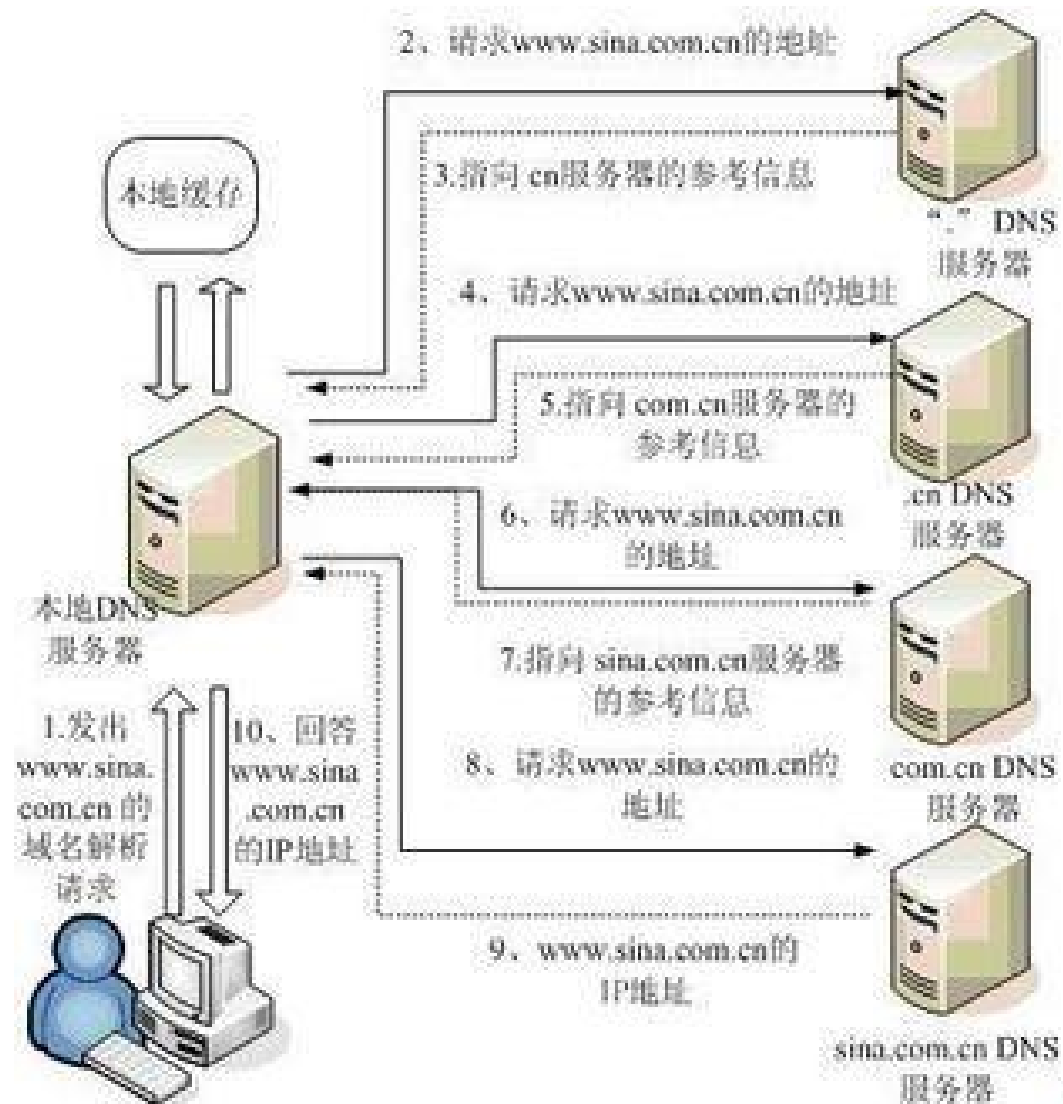 2、请求www.sina.com.cn的地址
3.指向 cn服务器的参考信息
本地缓存
“.” DNS
服务器
4、请求www.sina.com.cn的地址
5.指向 com.cn服务器的
参考信息
.cn DNS
服务器
6、请求www.sina.com.cn
的地址
本地DNS
服务器
7.指向 sina.com.cn服务器
的参考信息
com.cn DNS
服务器
1.发出
www.sina.
com.cn 的
域名解析
请求
10、回答
www.sina
.com.cn
的IP地址
8、请求www.sina.com.cn的
地址
9、www.sina.com.cn的
IP地址
sina.com.cn DNS
服务器